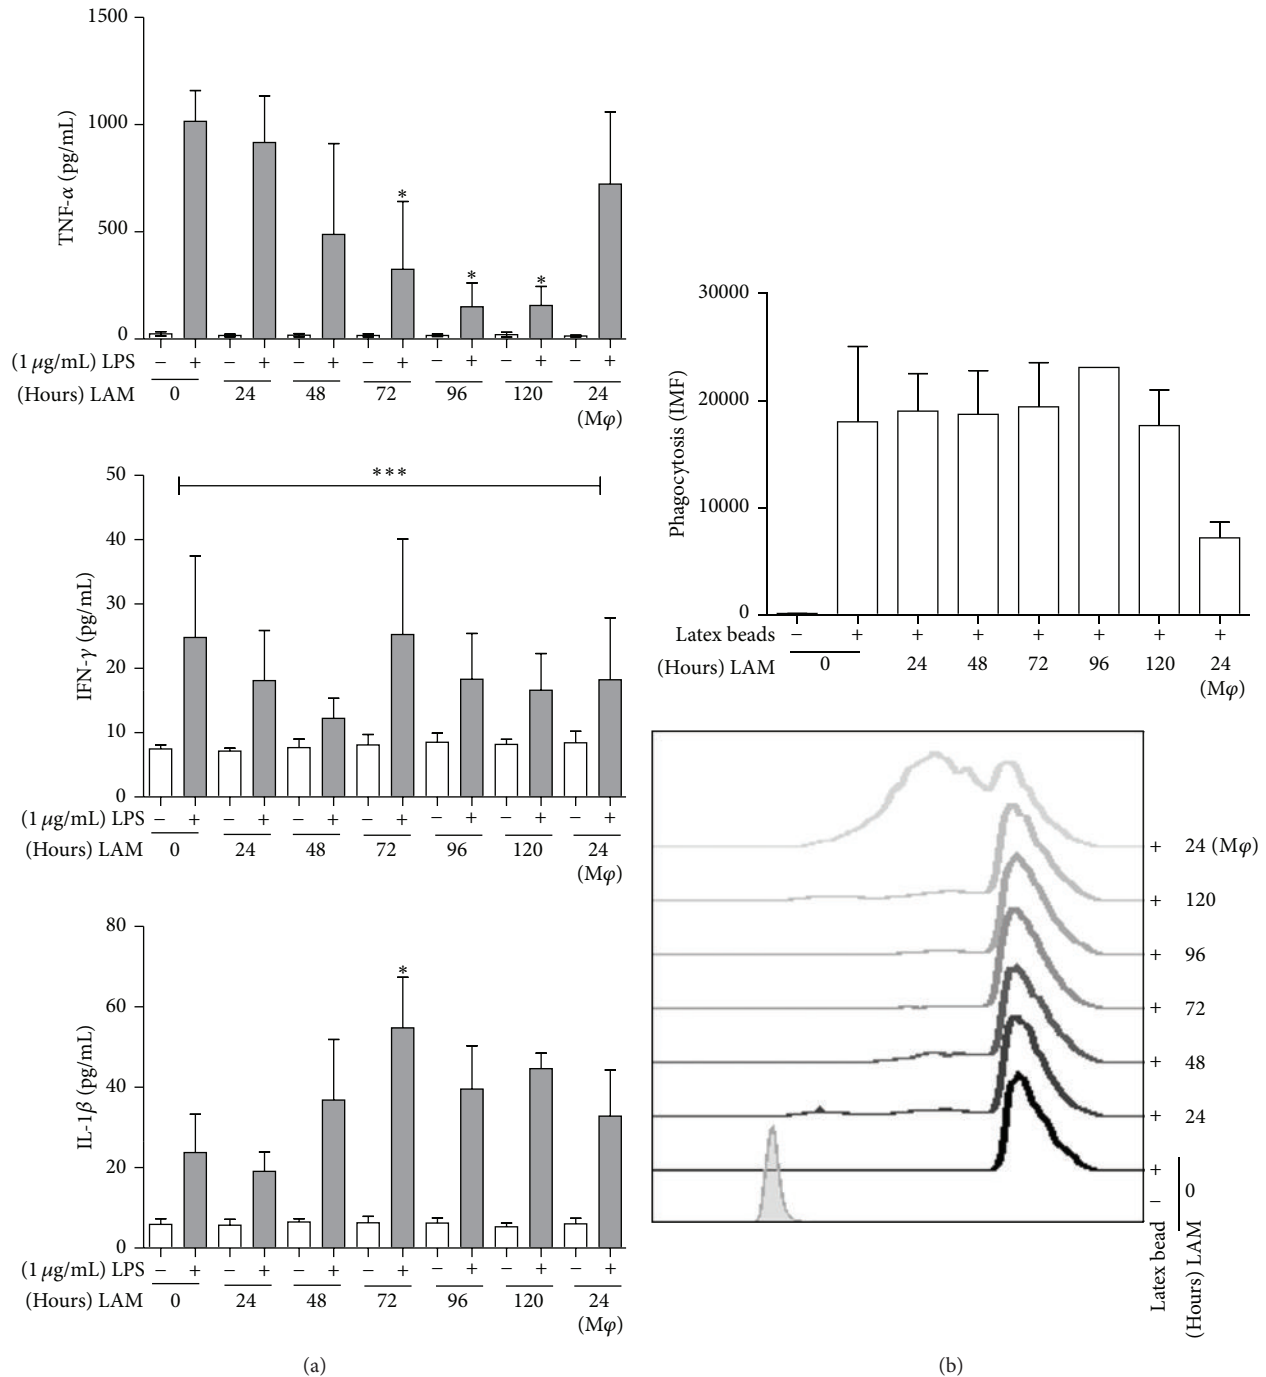 1500
1000
500
0
TNF-α (pg/mL)
*
*
*
(1 μg/mL) LPS − + − + − + − + − + − + − +
(Hours) LAM 0 24 48 72 96 120 24
(Mφ)
50
40
30
20
10
0
IFN-γ (pg/mL)
***
(1 μg/mL) LPS − + − + − + − + − + − + − +
(Hours) LAM 0 24 48 72 96 120 24
(Mφ)
80
60
40
20
0
IL-1β (pg/mL)
*
(1 μg/mL) LPS − + − + − + − + − + − + − +
(Hours) LAM 0 24 48 72 96 120 24
(Mφ)
(a)
30000
20000
10000
0
Phagocytosis (IMF)
Latex beads − + + + + + + +
(Hours) LAM 0 24 48 72 96 120 24
(Mφ)
+ 24 (Mφ)
+ 120
+ 96
+ 72
+ 48
+ 24
+
0
−
Latex bead
(Hours) LAM
(b)